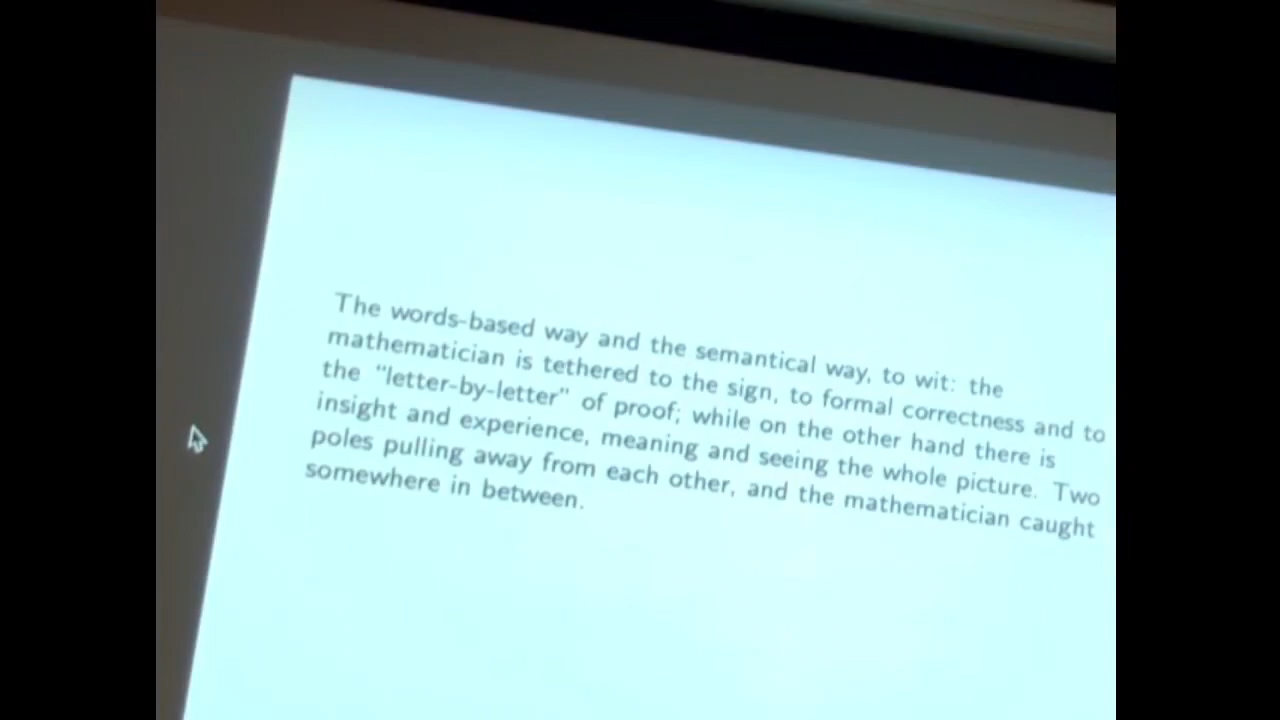 The words-based way and the semantical way, to wit: the
mathematician is tethered to the sign, to formal correctness and to
the "letter-by-letter" of proof; while on the other hand there is
insight and experience, meaning and seeing the whole picture. Two
poles pulling away from each other, and the mathematician caught
somewhere in between.